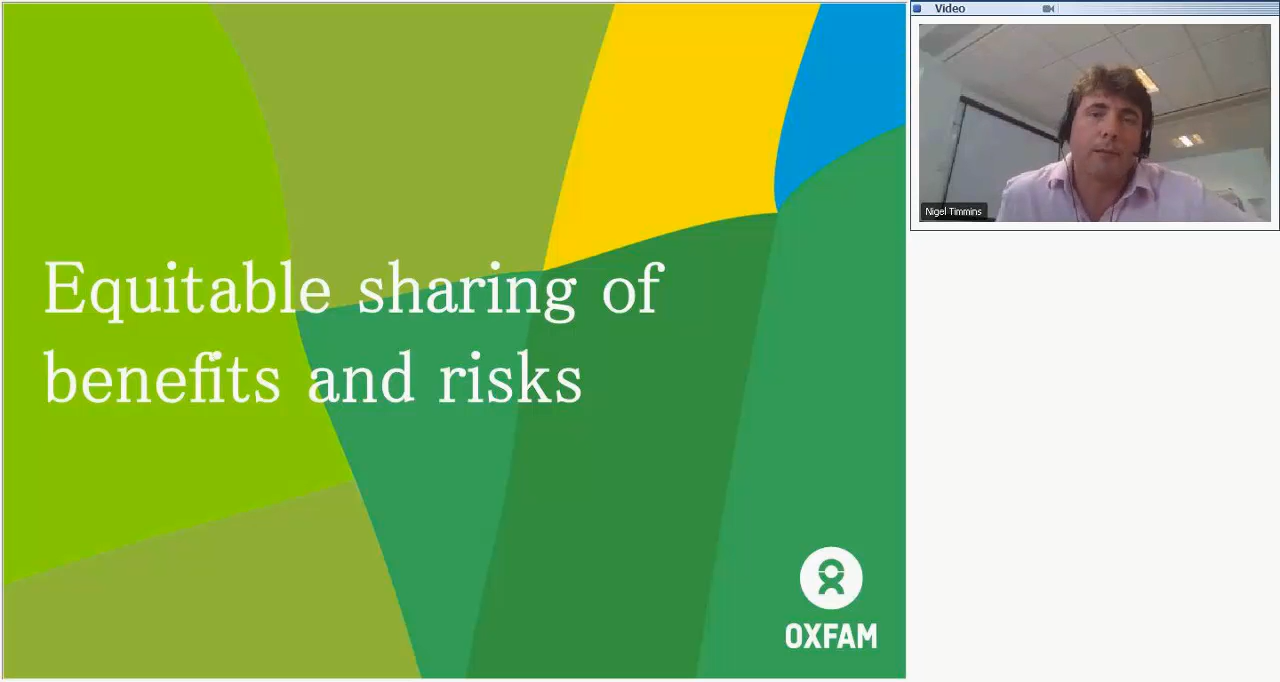 Equitable sharing of
benefits and risks
OXFAM
Video
Nigel Timmins